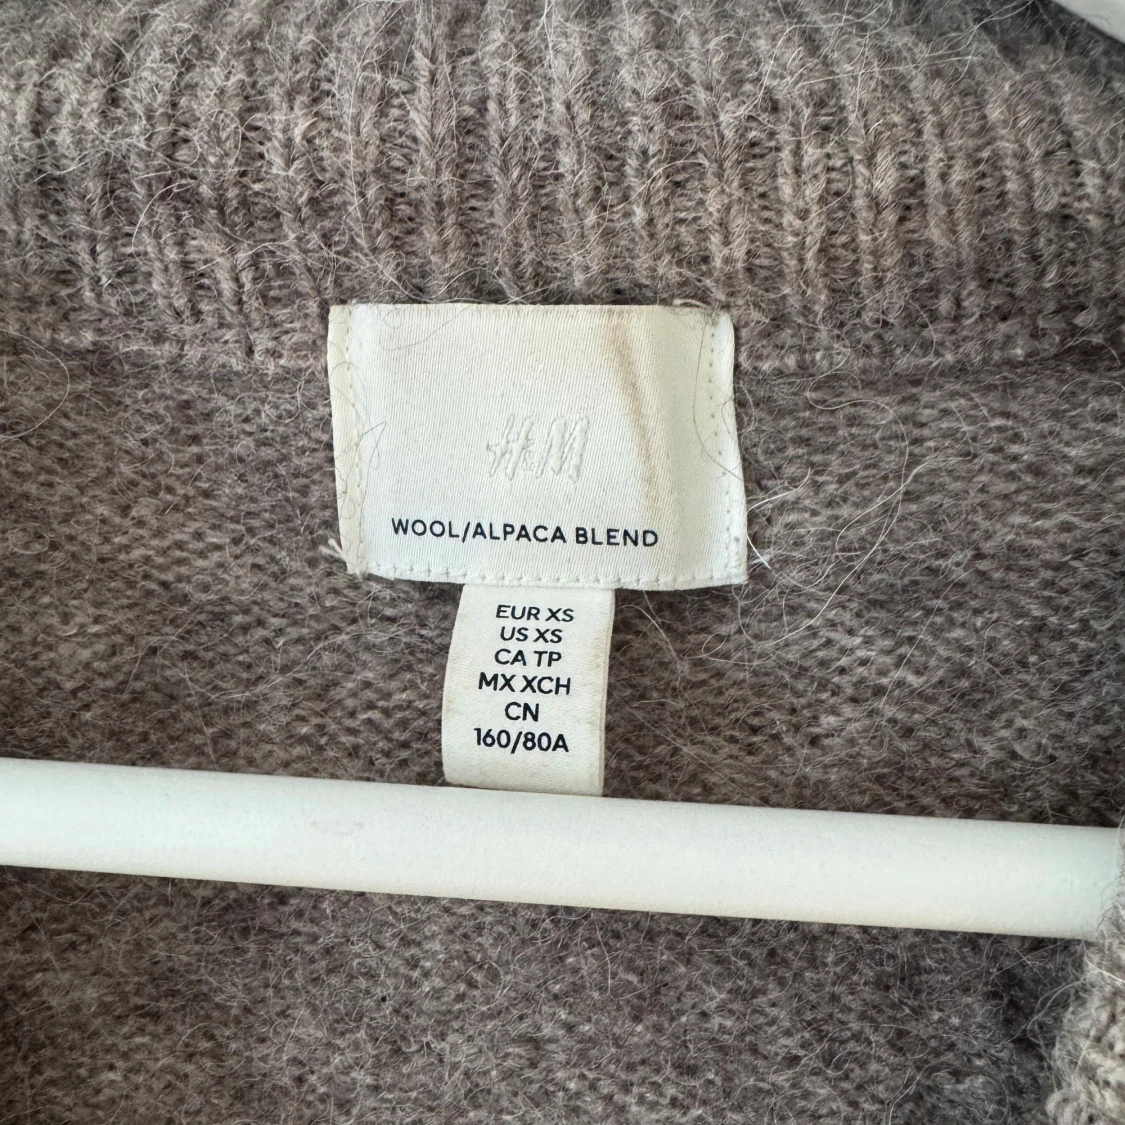 H&M
WOOL/ALPACA BLEND
EUR XS
US XS
CA TP
MX XCH
CN
160/80A